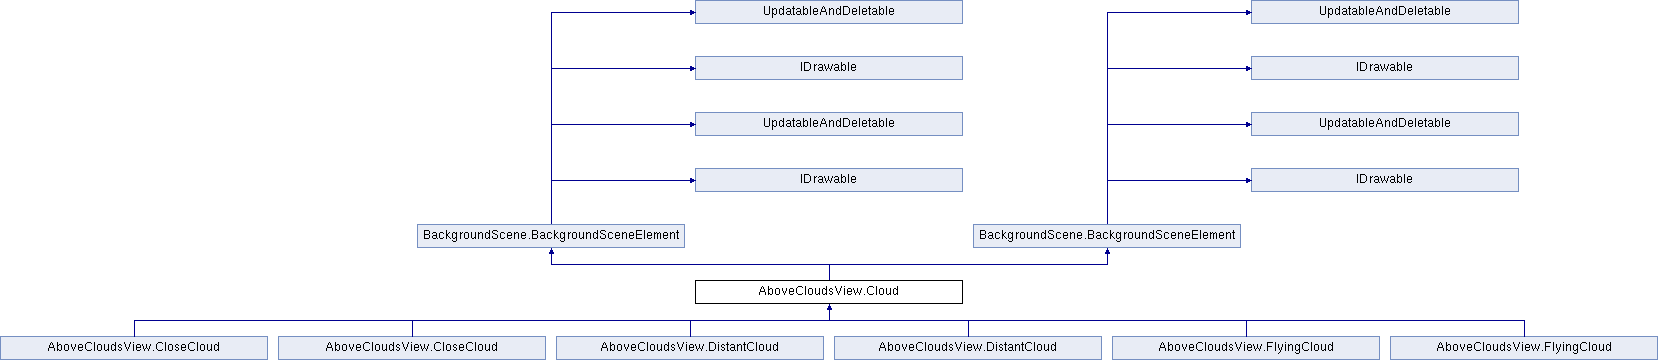 UpdatableAndDeletable
UpdatableAndDeletable
IDrawable
IDrawable
UpdatableAndDeletable
UpdatableAndDeletable
IDrawable
IDrawable
BackgroundScene.BackgroundSceneElement
BackgroundScene.BackgroundSceneElement
AboveCloudsView.Cloud
AboveCloudsView.CloseCloud
AboveCloudsView.CloseCloud
AboveCloudsView.DistantCloud
AboveCloudsView.DistantCloud
AboveCloudsView.FlyingCloud
AboveCloudsView.FlyingCloud